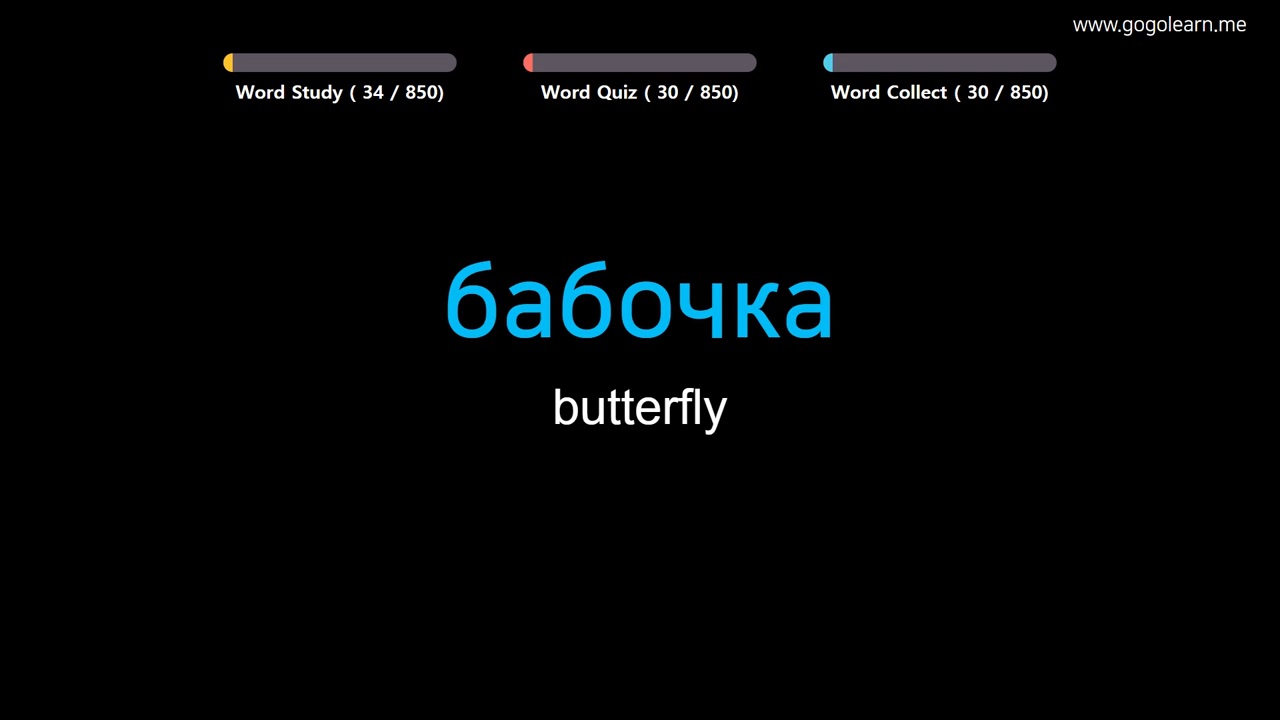 www.gogolearn.me
Word Study ( 34 / 850)
Word Quiz ( 30 / 850)
Word Collect ( 30 / 850)
бабочка
butterfly